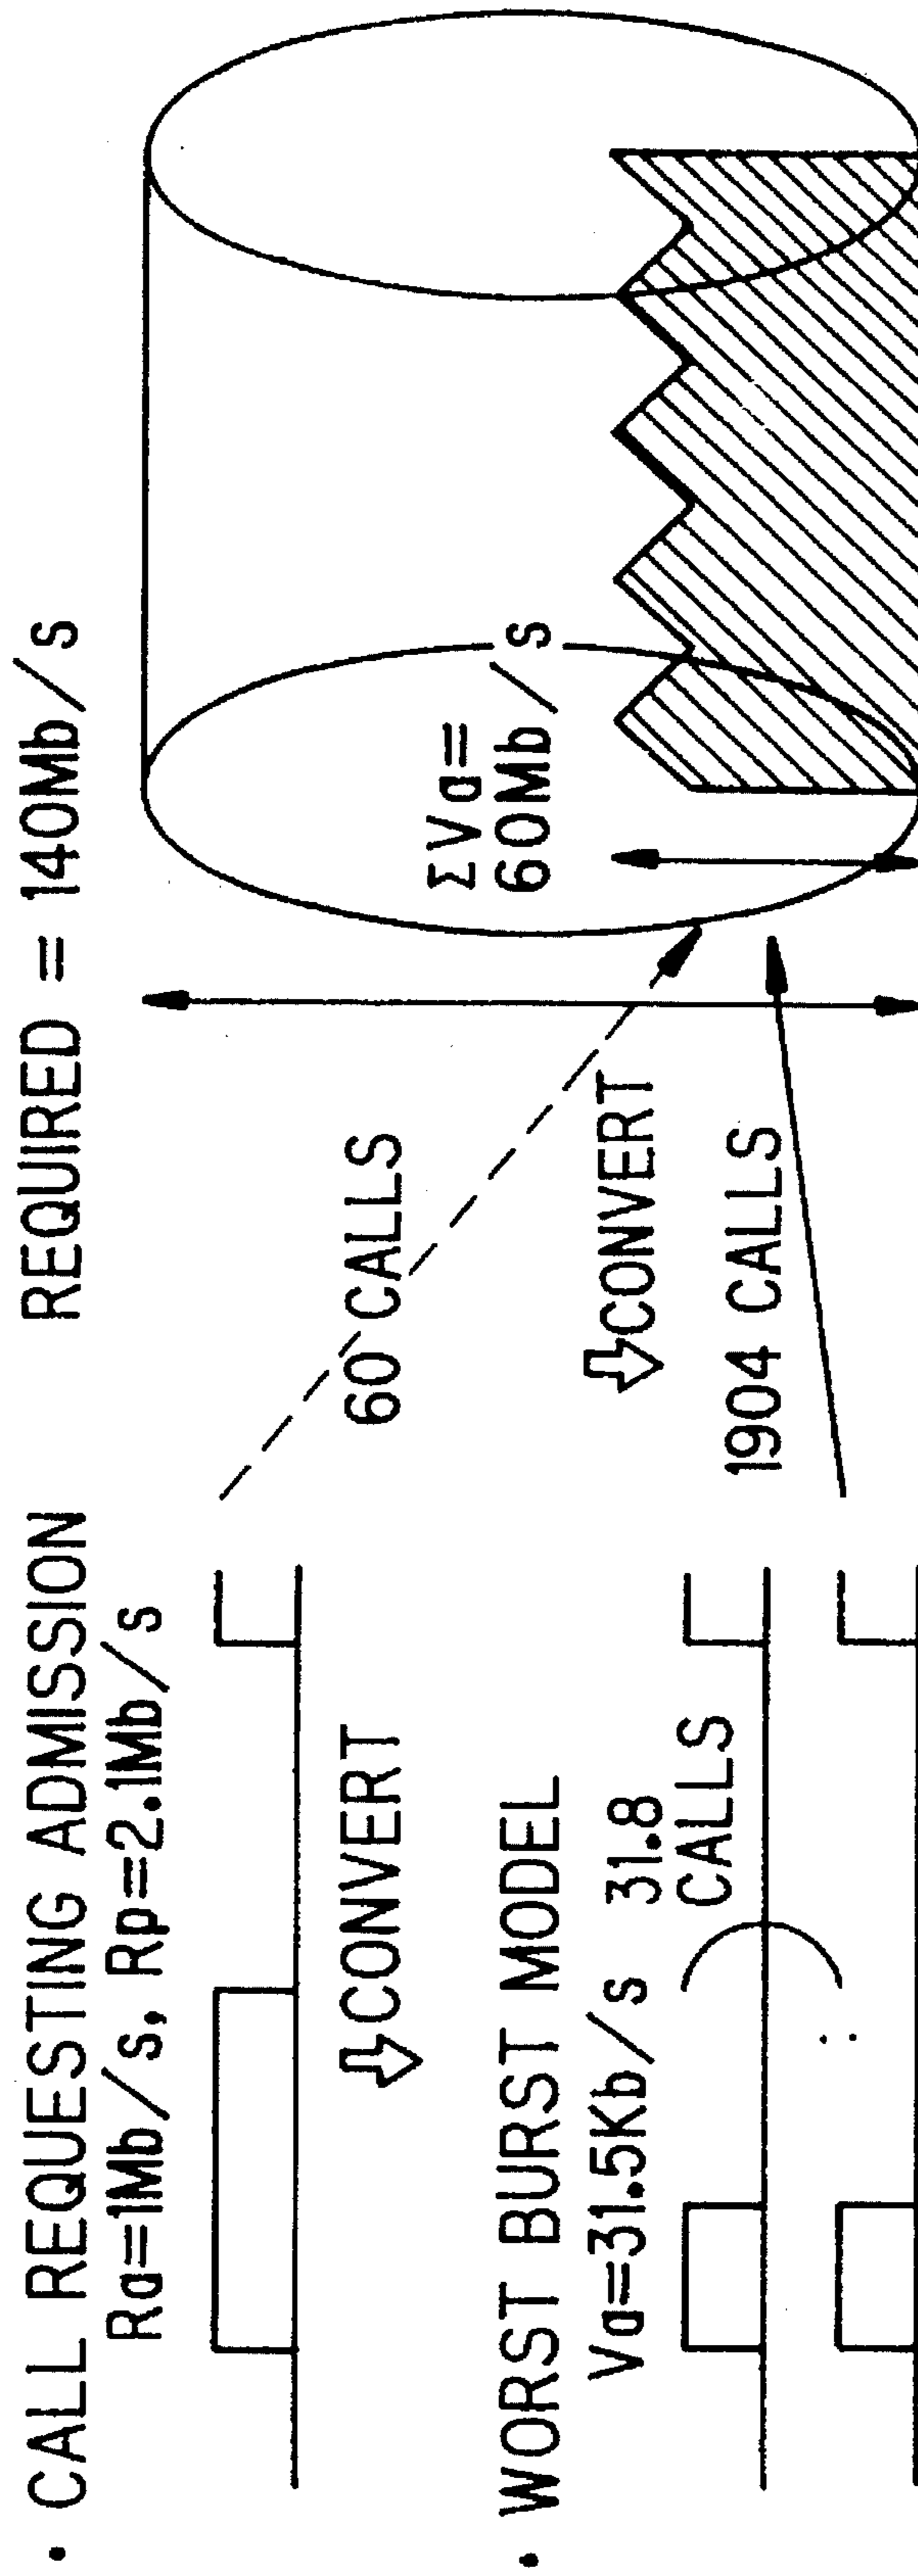 • CALL REQUESTING ADMISSION
Ra=1Mb/s, Rp=2.1Mb/s
CONVERT
• WORST BURST MODEL
Va=31.5Kb/s
31.8
CALLS
REQUIRED = 140Mb/s
60 CALLS
CONVERT
1904 CALLS
ΣVa=
60Mb/s